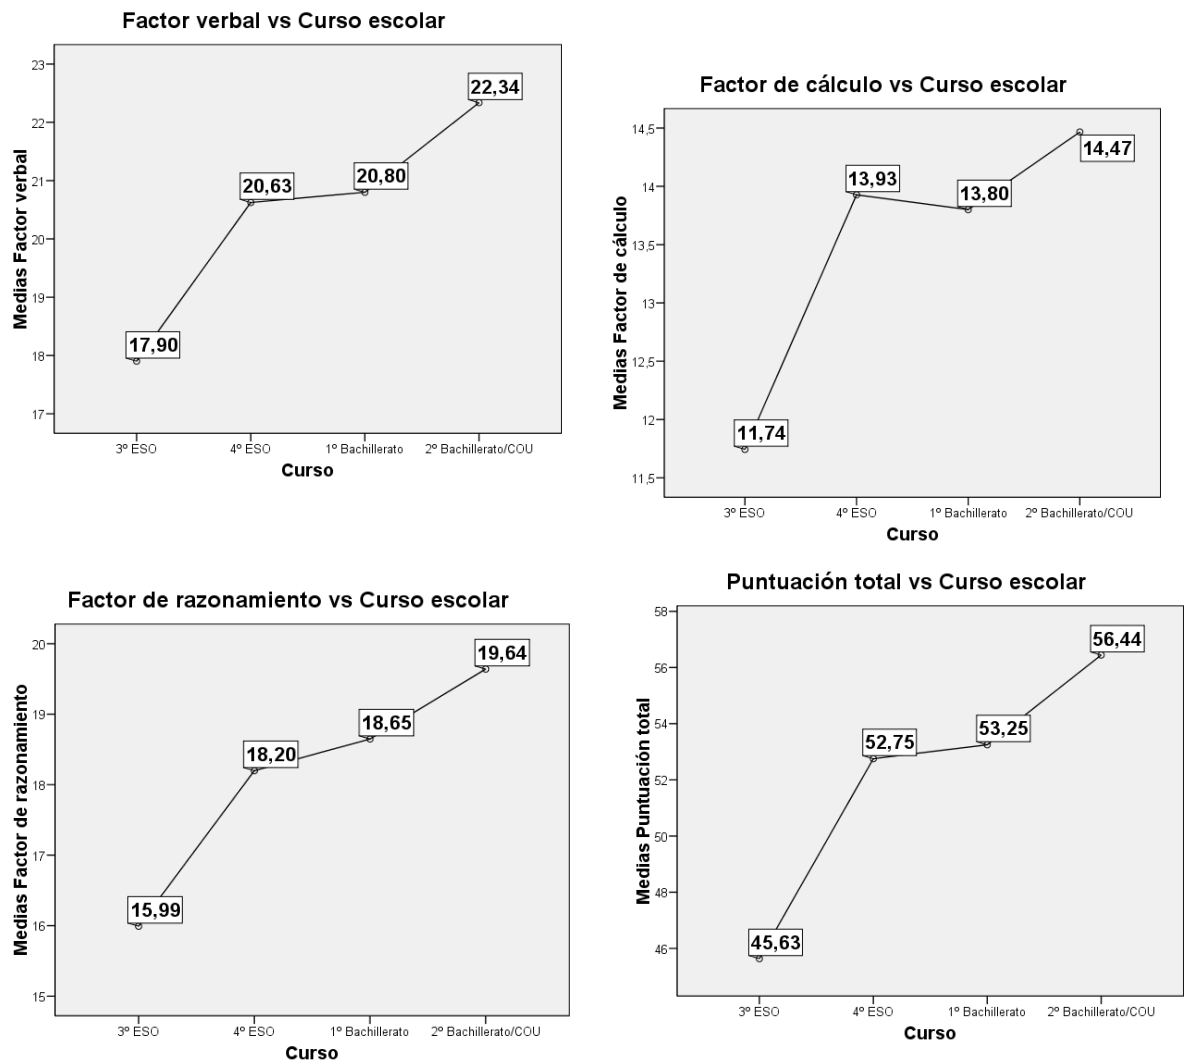 Factor verbal vs Curso escolar
Medias Factor verbal
23
22
21
20
19
18
17
17,90
20,63
20,80
22,34
3º ESO
4º ESO
1º Bachillerato
2º Bachillerato/COU
Curso
Factor de cálculo vs Curso escolar
Medias Factor de cálculo
14,5
14
13,5
13
12,5
12
11,5
11,74
13,93
13,80
14,47
3º ESO
4º ESO
1º Bachillerato
2º Bachillerato/COU
Curso
Factor de razonamiento vs Curso escolar
Medias Factor de razonamiento
20
19
18
17
16
15
15,99
18,20
18,65
19,64
3º ESO
4º ESO
1º Bachillerato
2º Bachillerato/COU
Curso
Puntuación total vs Curso escolar
Medias Puntuación total
58
56
54
52
50
48
46
45,63
52,75
53,25
56,44
3º ESO
4º ESO
1º Bachillerato
2º Bachillerato/COU
Curso